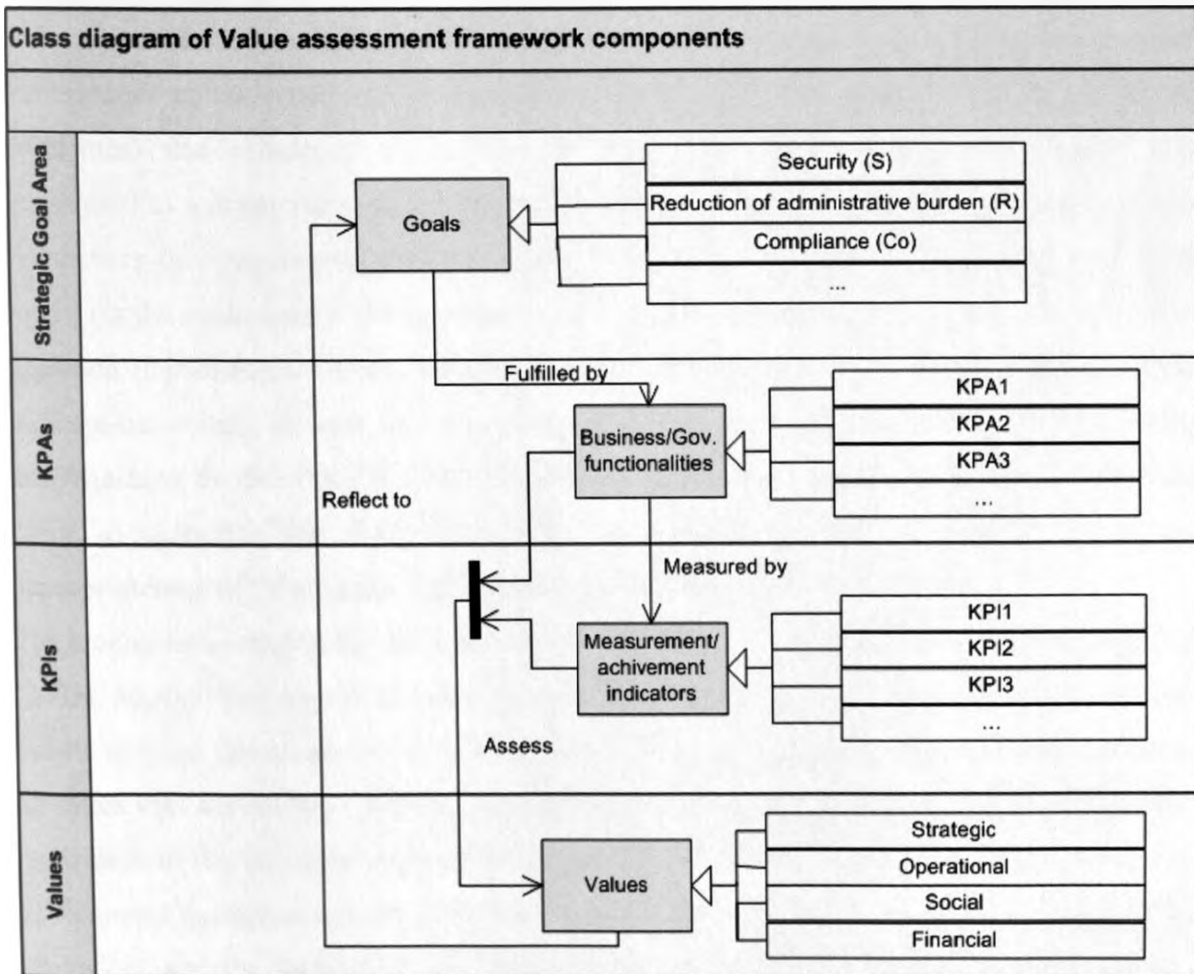 Class diagram of Value assessment framework components
Strategic Goal Area
Goals
Security (S)
Reduction of administrative burden (R)
Compliance (Co)
...
KPAs
Fulfilled by
Business/Gov.
functionalities
KPA1
KPA2
KPA3
...
Reflect to
Measured by
KPIs
Measurement/
achivement
indicators
KPI1
KPI2
KPI3
...
Assess
Values
Values
Strategic
Operational
Social
Financial